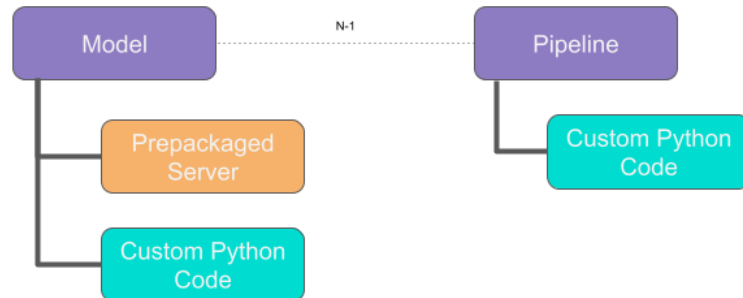 Model
N-1
Pipeline
Prepackaged
Server
Custom Python
Code
Custom Python
Code